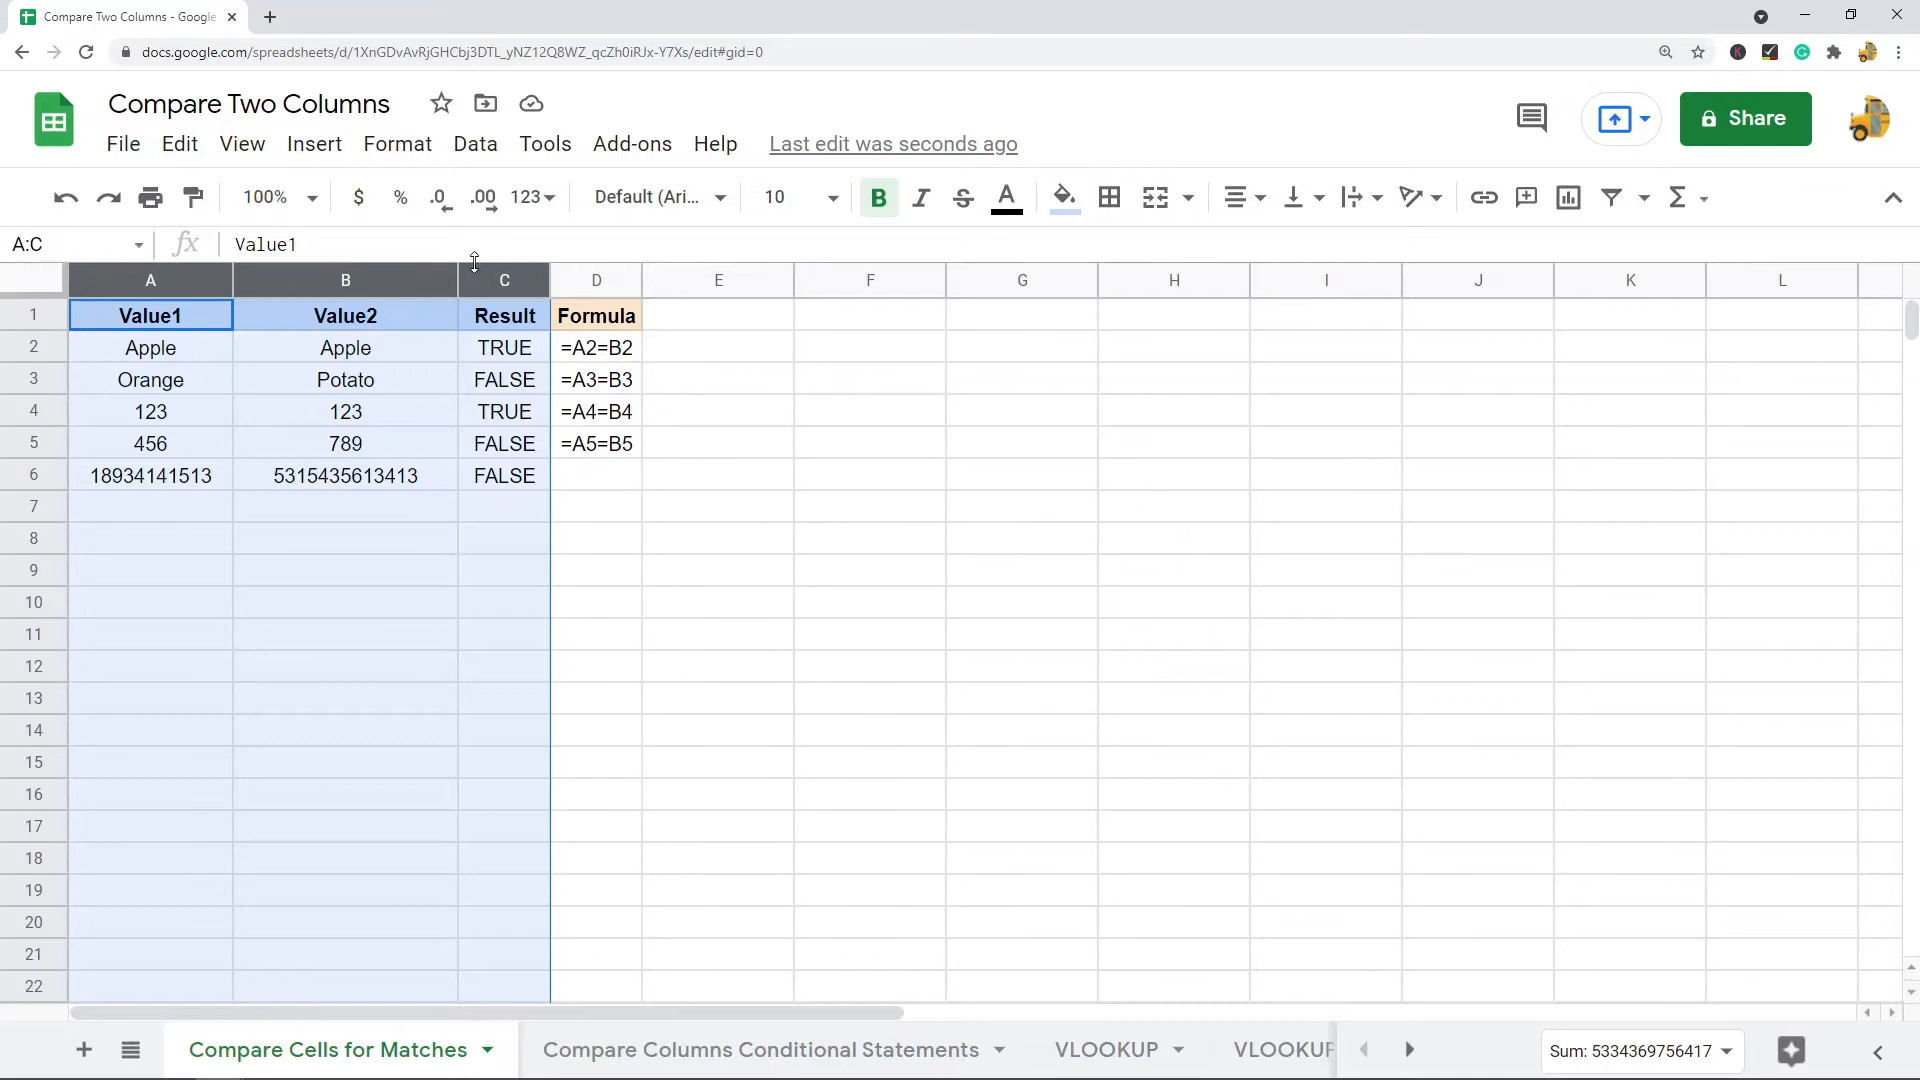 Compare Two Columns - Google
docs.google.com/spreadsheets/d/1XnGDvAvRjGHCbj3DTL_yNZ12Q8WZ_qcZh0iRJx-Y7Xs/edit#gid=0
Compare Two Columns
Share
File Edit View Insert Format Data Tools Add-ons Help Last edit was seconds ago
100% $ % .0 .00 123 Default (Ari... 10 B I S A
A:C fx Value1
A B C D E F G H I J K L
1 Value1 Value2 Result Formula
2 Apple Apple TRUE =A2=B2
3 Orange Potato FALSE =A3=B3
4 123 123 TRUE =A4=B4
5 456 789 FALSE =A5=B5
6 18934141513 5315435613413 FALSE
7
8
9
10
11
12
13
14
15
16
17
18
19
20
21
22
Compare Cells for Matches Compare Columns Conditional Statements VLOOKUP VLOOKUP Sum: 5334369756417